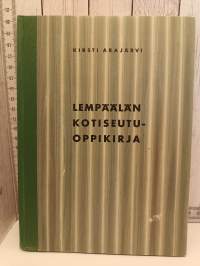 KIRSTI ARAJÄRVI
LEMPÄÄLÄN
KOTISEUTU-
OPPIKIRJA